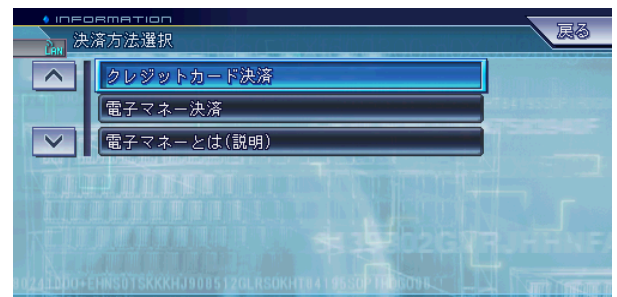 INFORMATION
戻る
LAN
決済方法選択
クレジットカード決済
電子マネー決済
電子マネーとは(説明)